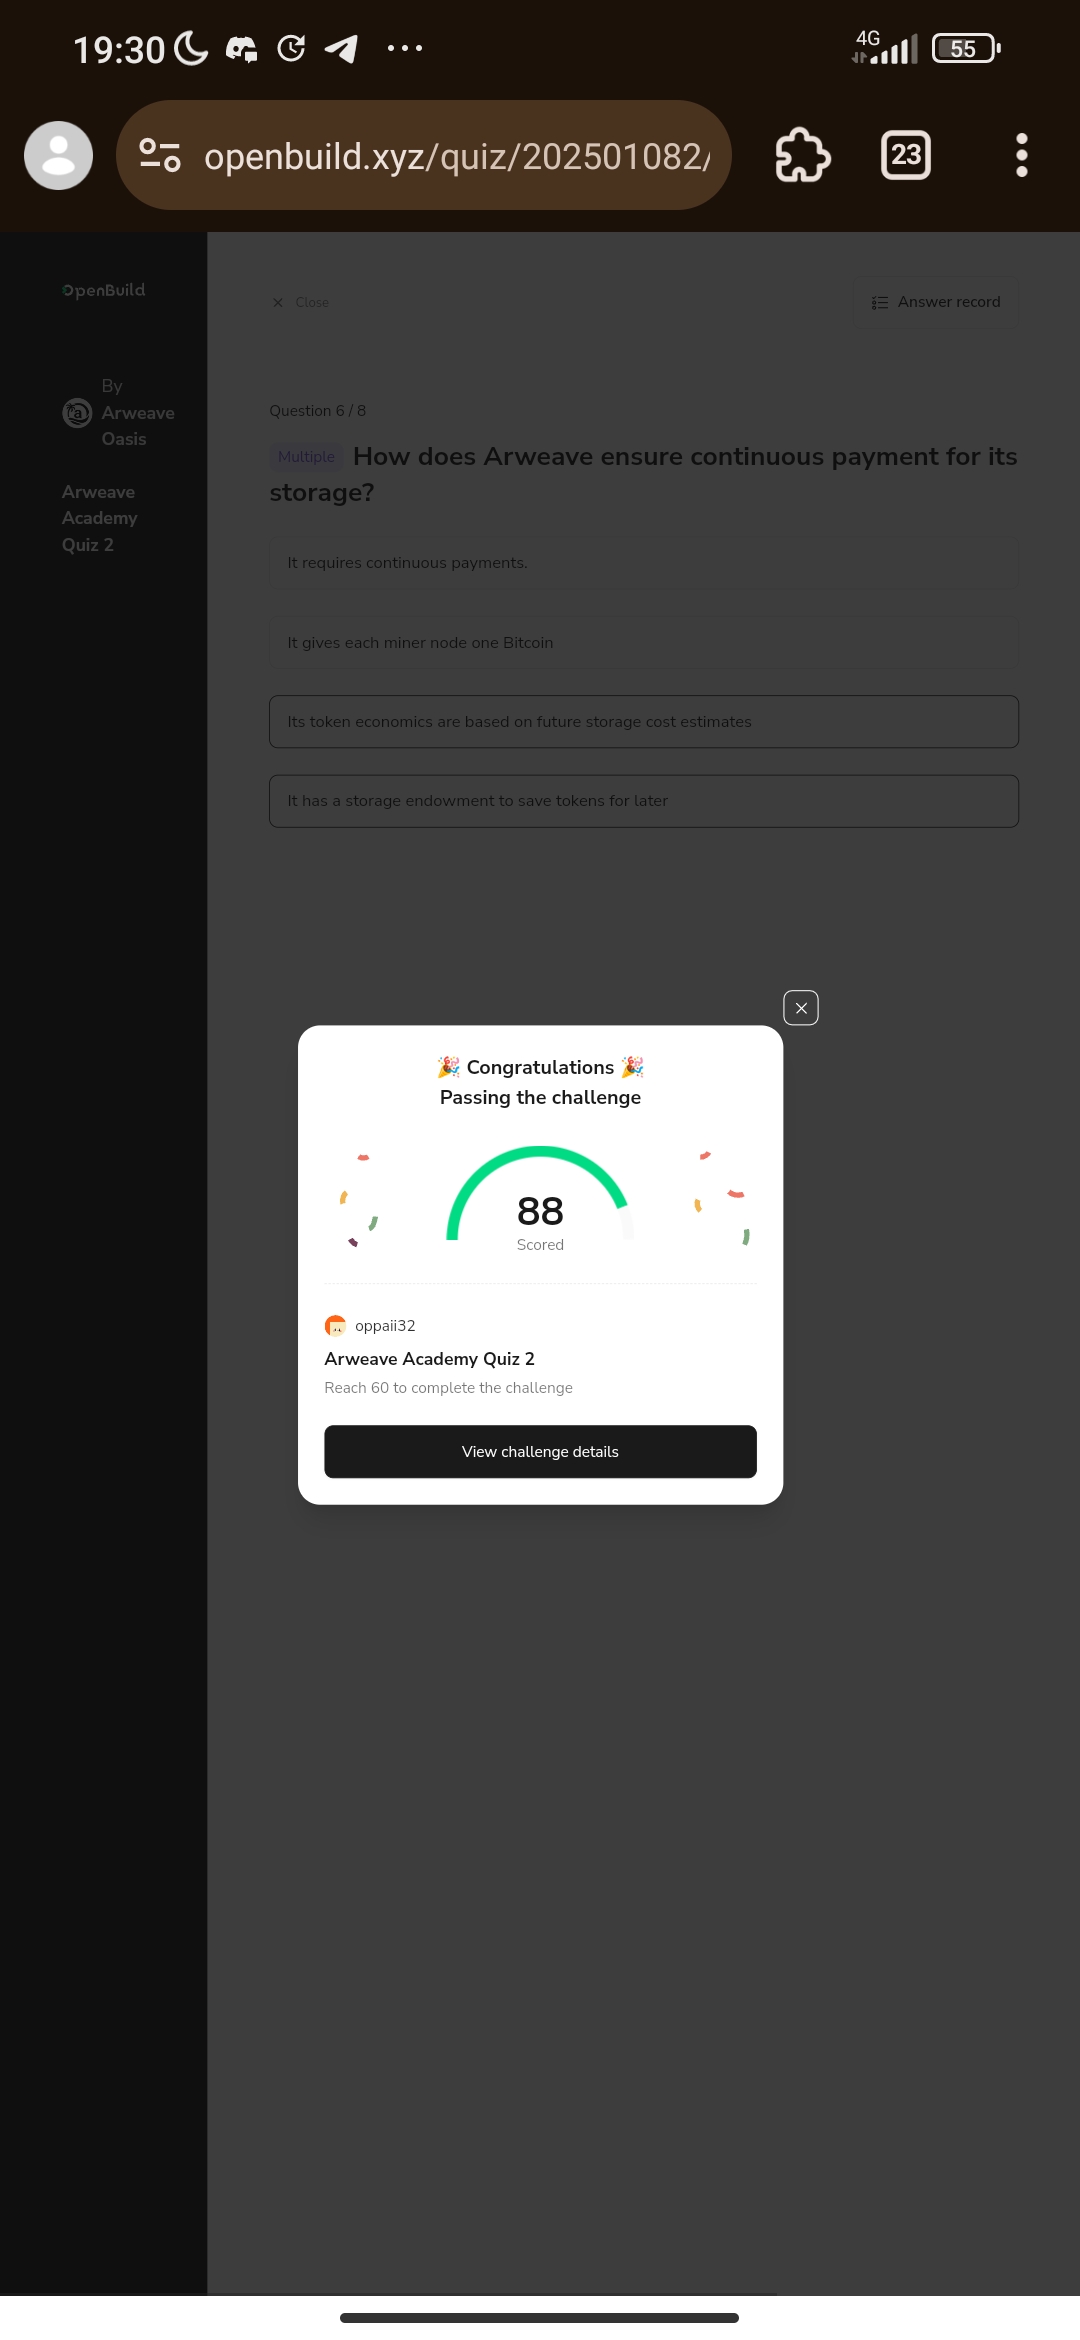 19:30
4G
55
openbuild.xyz/quiz/202501082/
23
OpenBuild
Close
Answer record
By
Arweave
Oasis
Arweave
Academy
Quiz 2
Question 6 / 8
Multiple How does Arweave ensure continuous payment for its
storage?
It requires continuous payments.
It gives each miner node one Bitcoin
Its token economics are based on future storage cost estimates
It has a storage endowment to save tokens for later
🎉 Congratulations 🎉
Passing the challenge
88
Scored
oppaii32
Arweave Academy Quiz 2
Reach 60 to complete the challenge
View challenge details